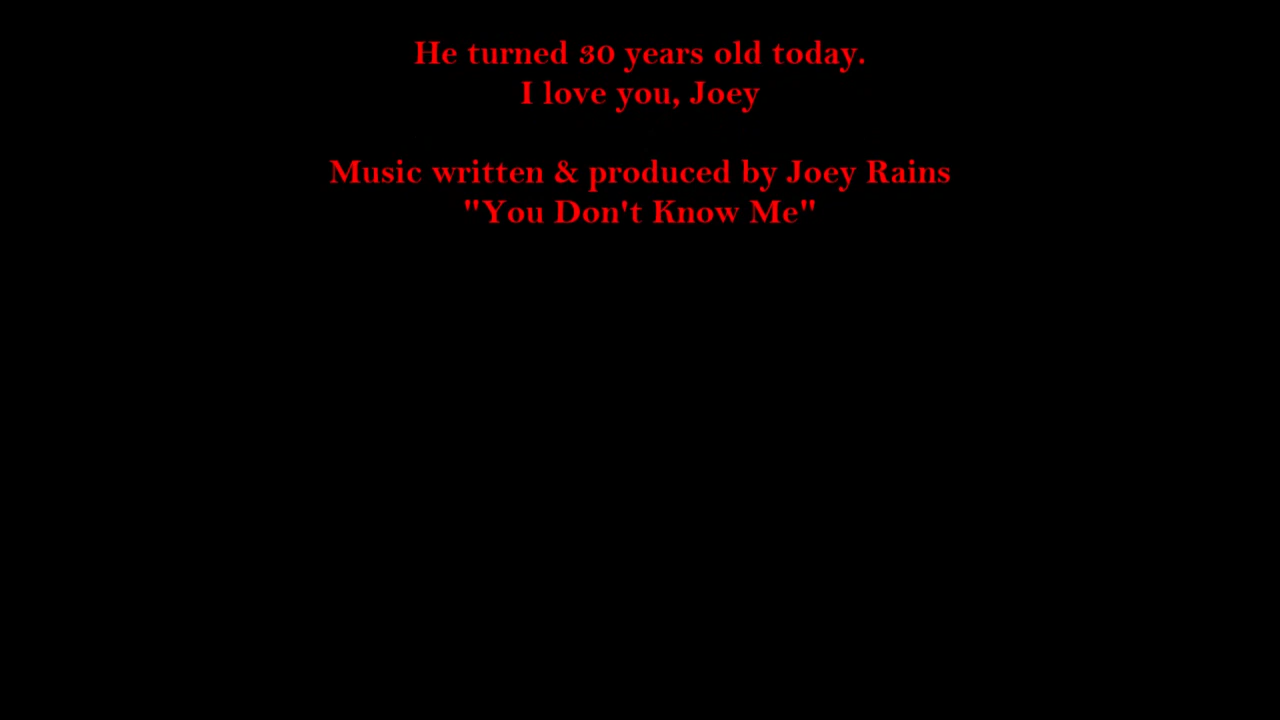 He turned 30 years old today.
I love you, Joey
Music written & produced by Joey Rains
"You Don't Know Me"